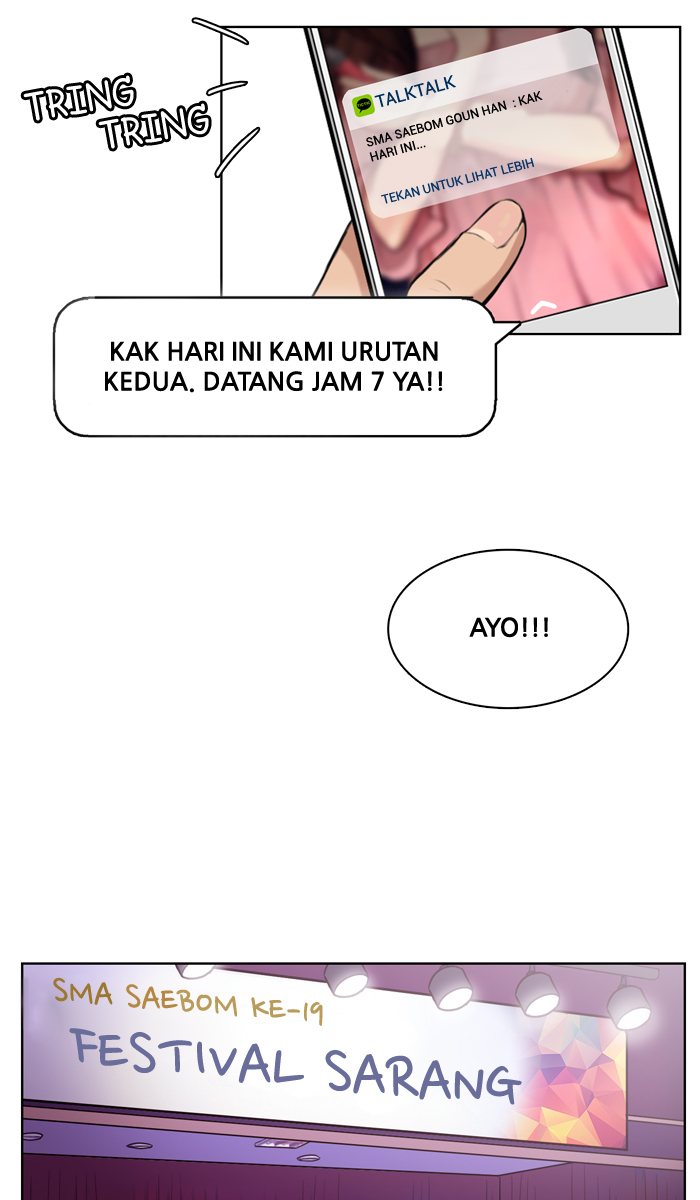 TRING
TRING
TALKTALK
SMA SAEBOM GOUN HAN : KAK
HARI INI...
TEKAN UNTUK LIHAT LEBIH
KAK HARI INI KAMI URUTAN
KEDUA. DATANG JAM 7 YA!!
AYO!!!
SMA SAEBOM KE-19
FESTIVAL SARANG